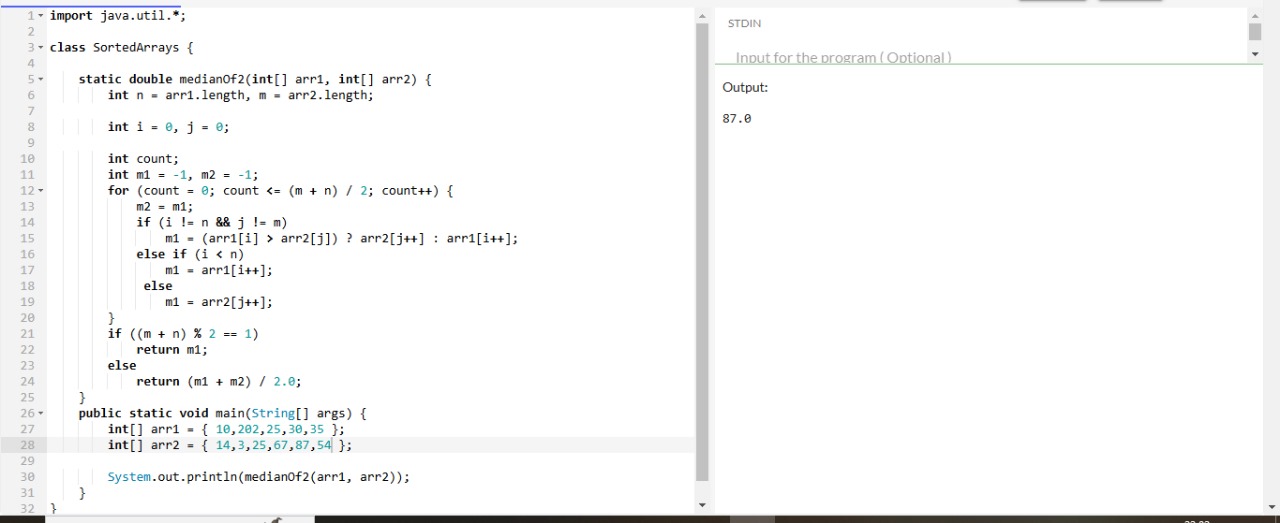 1 import java.util.*;
2
3 class SortedArrays {
4
5 static double medianOf2(int[] arr1, int[] arr2) {
6 int n = arr1.length, m = arr2.length;
7
8 int i = 0, j = 0;
9
10 int count;
11 int m1 = -1, m2 = -1;
12 for (count = 0; count <= (m + n) / 2; count++) {
13 m2 = m1;
14 if (i != n && j != m)
15 m1 = (arr1[i] > arr2[j]) ? arr2[j++] : arr1[i++];
16 else if (i < n)
17 m1 = arr1[i++];
18 else
19 m1 = arr2[j++];
20 }
21 if ((m + n) % 2 == 1)
22 return m1;
23 else
24 return (m1 + m2) / 2.0;
25 }
26 public static void main(String[] args) {
27 int[] arr1 = { 10,202,25,30,35 };
28 int[] arr2 = { 14,3,25,67,87,54 };
29
30 System.out.println(medianOf2(arr1, arr2));
31 }
32 }
STDIN
Input for the program ( Optional )
Output:
87.0